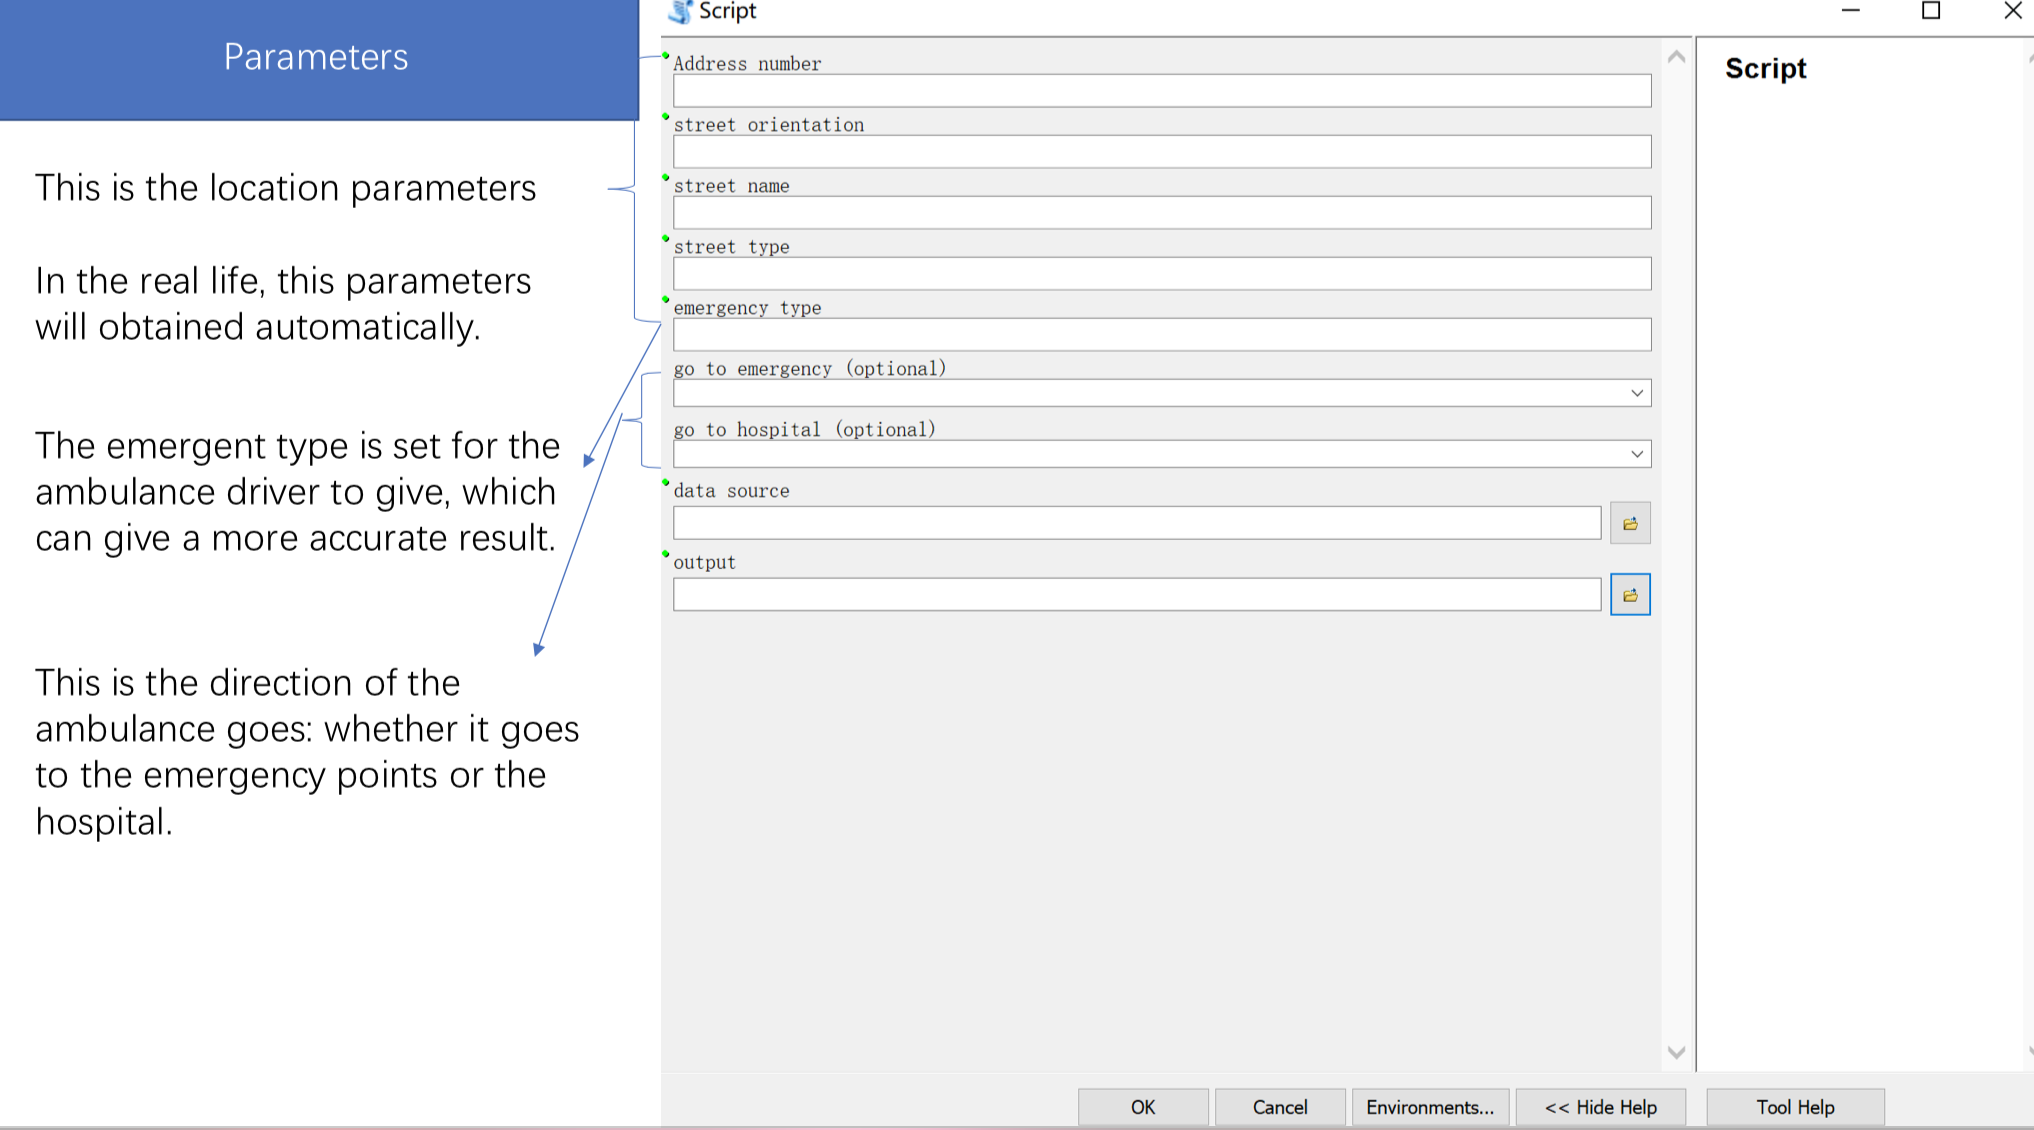 Parameters
This is the location parameters
In the real life, this parameters
will obtained automatically.
The emergent type is set for the
ambulance driver to give, which
can give a more accurate result.
This is the direction of the
ambulance goes: whether it goes
to the emergency points or the
hospital.
Script
Address number
street orientation
street name
street type
emergency type
go to emergency (optional)
go to hospital (optional)
data source
output
Script
OK
Cancel
Environments...
<< Hide Help
Tool Help